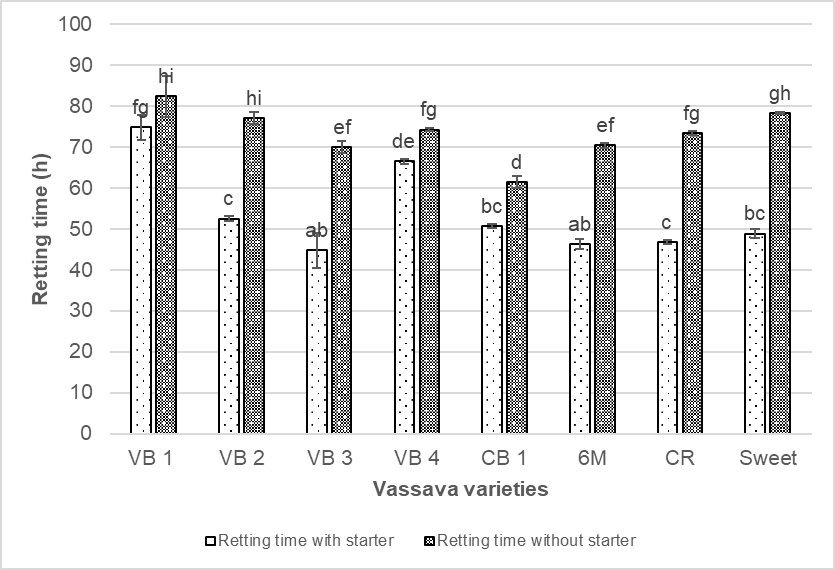 100
90
80
70
60
50
40
30
20
10
0
Retting time (h)
fg hi
c hi
ab ef
de fg
bc d
ab ef
c fg
bc gh
VB 1 VB 2 VB 3 VB 4 CB 1 6M CR Sweet
Vassava varieties
Retting time with starter Retting time without starter